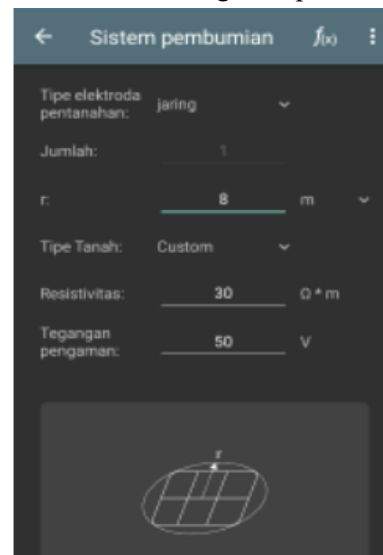 Sistem pembumian f(x)
Tipe elektroda
pentanahan: jaring
Jumlah: 1
r: 8 m
Tipe Tanah: Custom
Resistivitas: 30 Ω * m
Tegangan
pengaman: 50 V
r